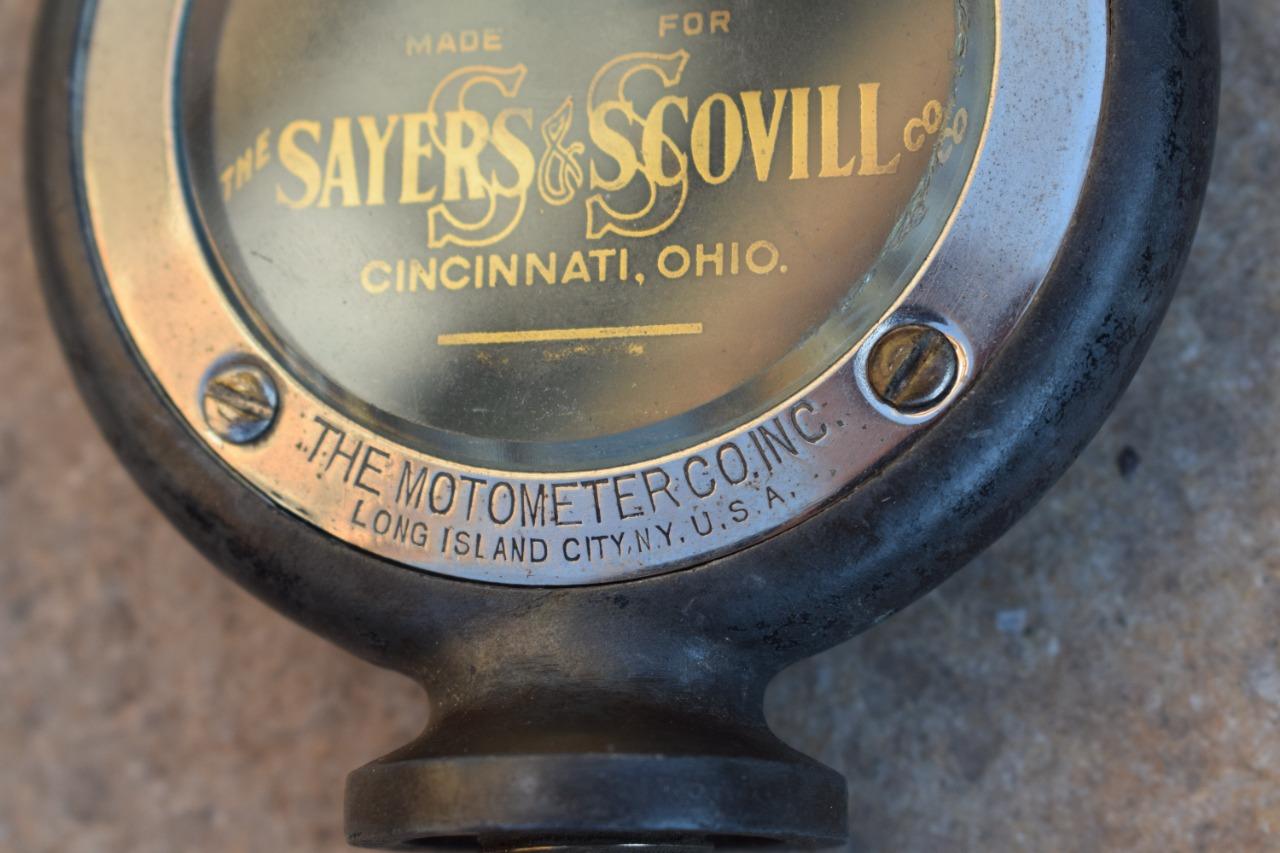 MADE FOR
THE SAYERS & SCOVILL CO
S S
CINCINNATI, OHIO.
THE MOTOMETER CO. INC.
LONG ISLAND CITY, N.Y. U.S.A.